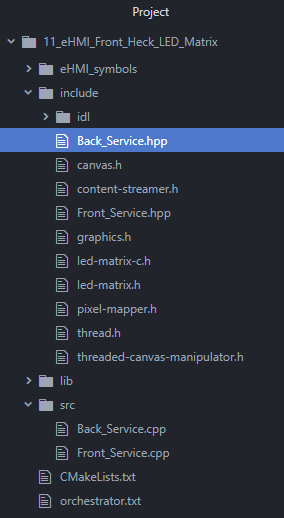 Project
11_eHMI_Front_Heck_LED_Matrix
eHMI_symbols
include
idl
Back_Service.hpp
canvas.h
content-streamer.h
Front_Service.hpp
graphics.h
led-matrix-c.h
led-matrix.h
pixel-mapper.h
thread.h
threaded-canvas-manipulator.h
lib
src
Back_Service.cpp
Front_Service.cpp
CMakeLists.txt
orchestrator.txt